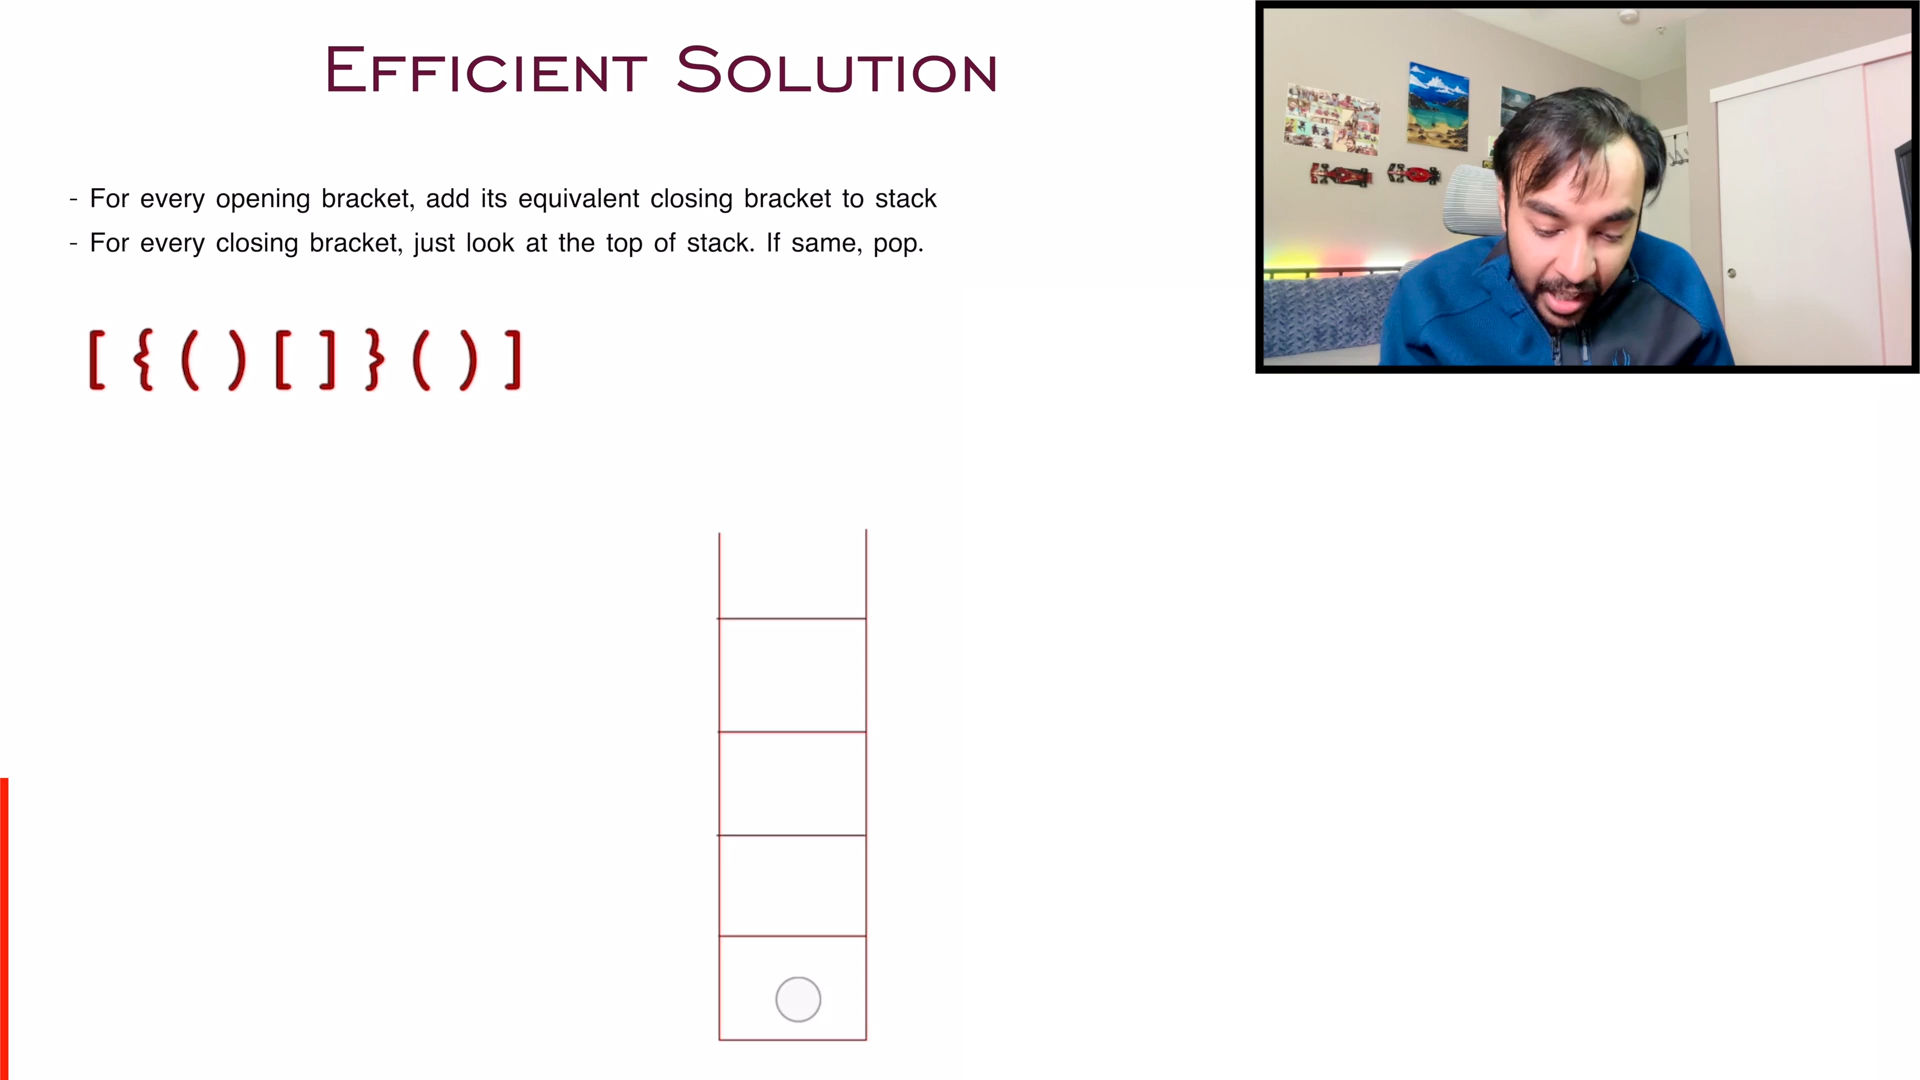 EFFICIENT SOLUTION
- For every opening bracket, add its equivalent closing bracket to stack
- For every closing bracket, just look at the top of stack. If same, pop.
[ { ( ) [ ] } ( ) ]